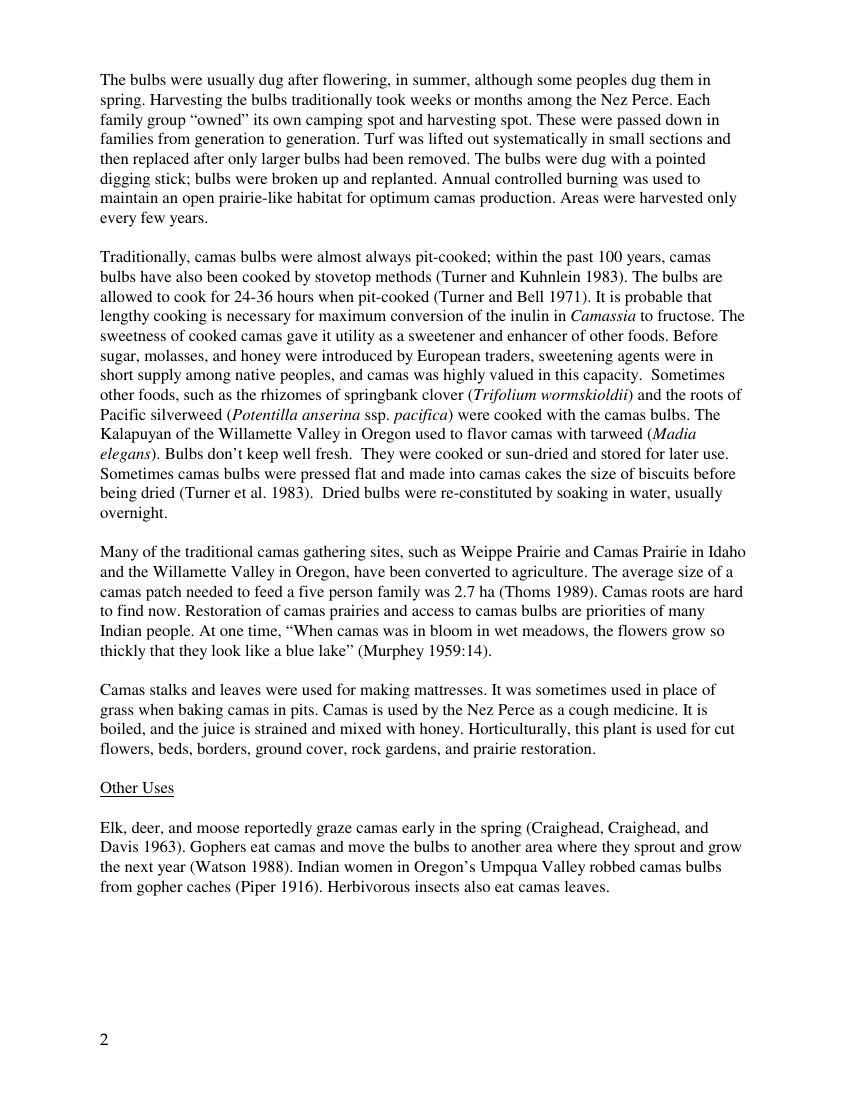 The bulbs were usually dug after flowering, in summer, although some peoples dug them in
spring. Harvesting the bulbs traditionally took weeks or months among the Nez Perce. Each
family group “owned” its own camping spot and harvesting spot. These were passed down in
families from generation to generation. Turf was lifted out systematically in small sections and
then replaced after only larger bulbs had been removed. The bulbs were dug with a pointed
digging stick; bulbs were broken up and replanted. Annual controlled burning was used to
maintain an open prairie-like habitat for optimum camas production. Areas were harvested only
every few years.
Traditionally, camas bulbs were almost always pit-cooked; within the past 100 years, camas
bulbs have also been cooked by stovetop methods (Turner and Kuhnlein 1983). The bulbs are
allowed to cook for 24-36 hours when pit-cooked (Turner and Bell 1971). It is probable that
lengthy cooking is necessary for maximum conversion of the inulin in Camassia to fructose. The
sweetness of cooked camas gave it utility as a sweetener and enhancer of other foods. Before
sugar, molasses, and honey were introduced by European traders, sweetening agents were in
short supply among native peoples, and camas was highly valued in this capacity.  Sometimes
other foods, such as the rhizomes of springbank clover (Trifolium wormskioldii) and the roots of
Pacific silverweed (Potentilla anserina ssp. pacifica) were cooked with the camas bulbs. The
Kalapuyan of the Willamette Valley in Oregon used to flavor camas with tarweed (Madia
elegans). Bulbs don’t keep well fresh.  They were cooked or sun-dried and stored for later use.
Sometimes camas bulbs were pressed flat and made into camas cakes the size of biscuits before
being dried (Turner et al. 1983).  Dried bulbs were re-constituted by soaking in water, usually
overnight.
Many of the traditional camas gathering sites, such as Weippe Prairie and Camas Prairie in Idaho
and the Willamette Valley in Oregon, have been converted to agriculture. The average size of a
camas patch needed to feed a five person family was 2.7 ha (Thoms 1989). Camas roots are hard
to find now. Restoration of camas prairies and access to camas bulbs are priorities of many
Indian people. At one time, “When camas was in bloom in wet meadows, the flowers grow so
thickly that they look like a blue lake” (Murphey 1959:14).
Camas stalks and leaves were used for making mattresses. It was sometimes used in place of
grass when baking camas in pits. Camas is used by the Nez Perce as a cough medicine. It is
boiled, and the juice is strained and mixed with honey. Horticulturally, this plant is used for cut
flowers, beds, borders, ground cover, rock gardens, and prairie restoration.
Other Uses
Elk, deer, and moose reportedly graze camas early in the spring (Craighead, Craighead, and
Davis 1963). Gophers eat camas and move the bulbs to another area where they sprout and grow
the next year (Watson 1988). Indian women in Oregon’s Umpqua Valley robbed camas bulbs
from gopher caches (Piper 1916). Herbivorous insects also eat camas leaves.
2